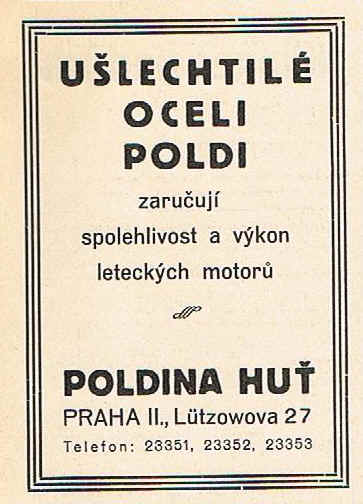 UŠLECHTILÉ
OCELI
POLDI
zaručují
spolehlivost a výkon
leteckých motorů
POLDINA HUŤ
PRAHA II., Lützowova 27
Telefon: 23351, 23352, 23353